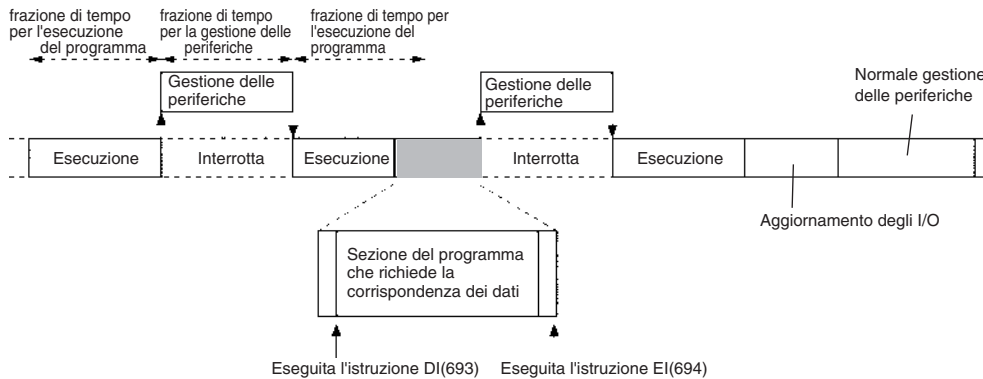 frazione di tempo
per l'esecuzione
del programma
frazione di tempo
per la gestione delle
periferiche
frazione di tempo per
l'esecuzione del
programma
Gestione delle
periferiche
Gestione delle
periferiche
Normale gestione
delle periferiche
Esecuzione
Interrotta
Esecuzione
Interrotta
Esecuzione
Aggiornamento degli I/O
Sezione del programma
che richiede la
corrispondenza dei dati
Eseguita l'istruzione DI(693)
Eseguita l'istruzione EI(694)